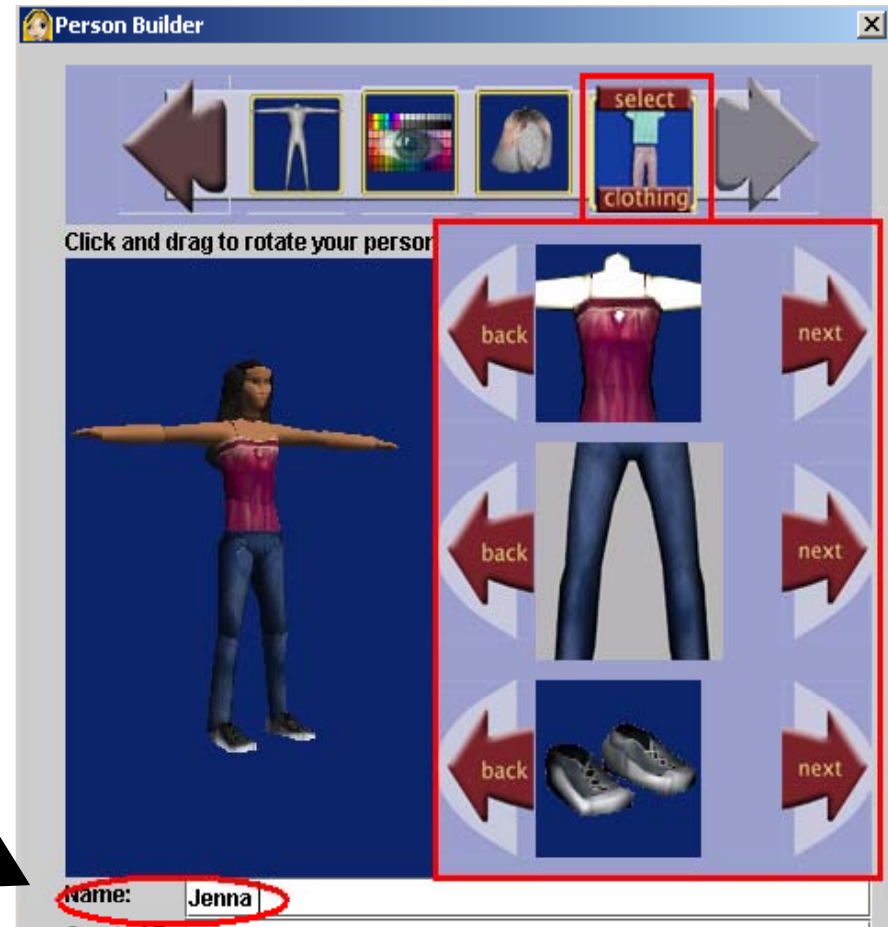 Person Builder
select
clothing
Click and drag to rotate your person
back
next
back
next
back
next
Name:
Jenna